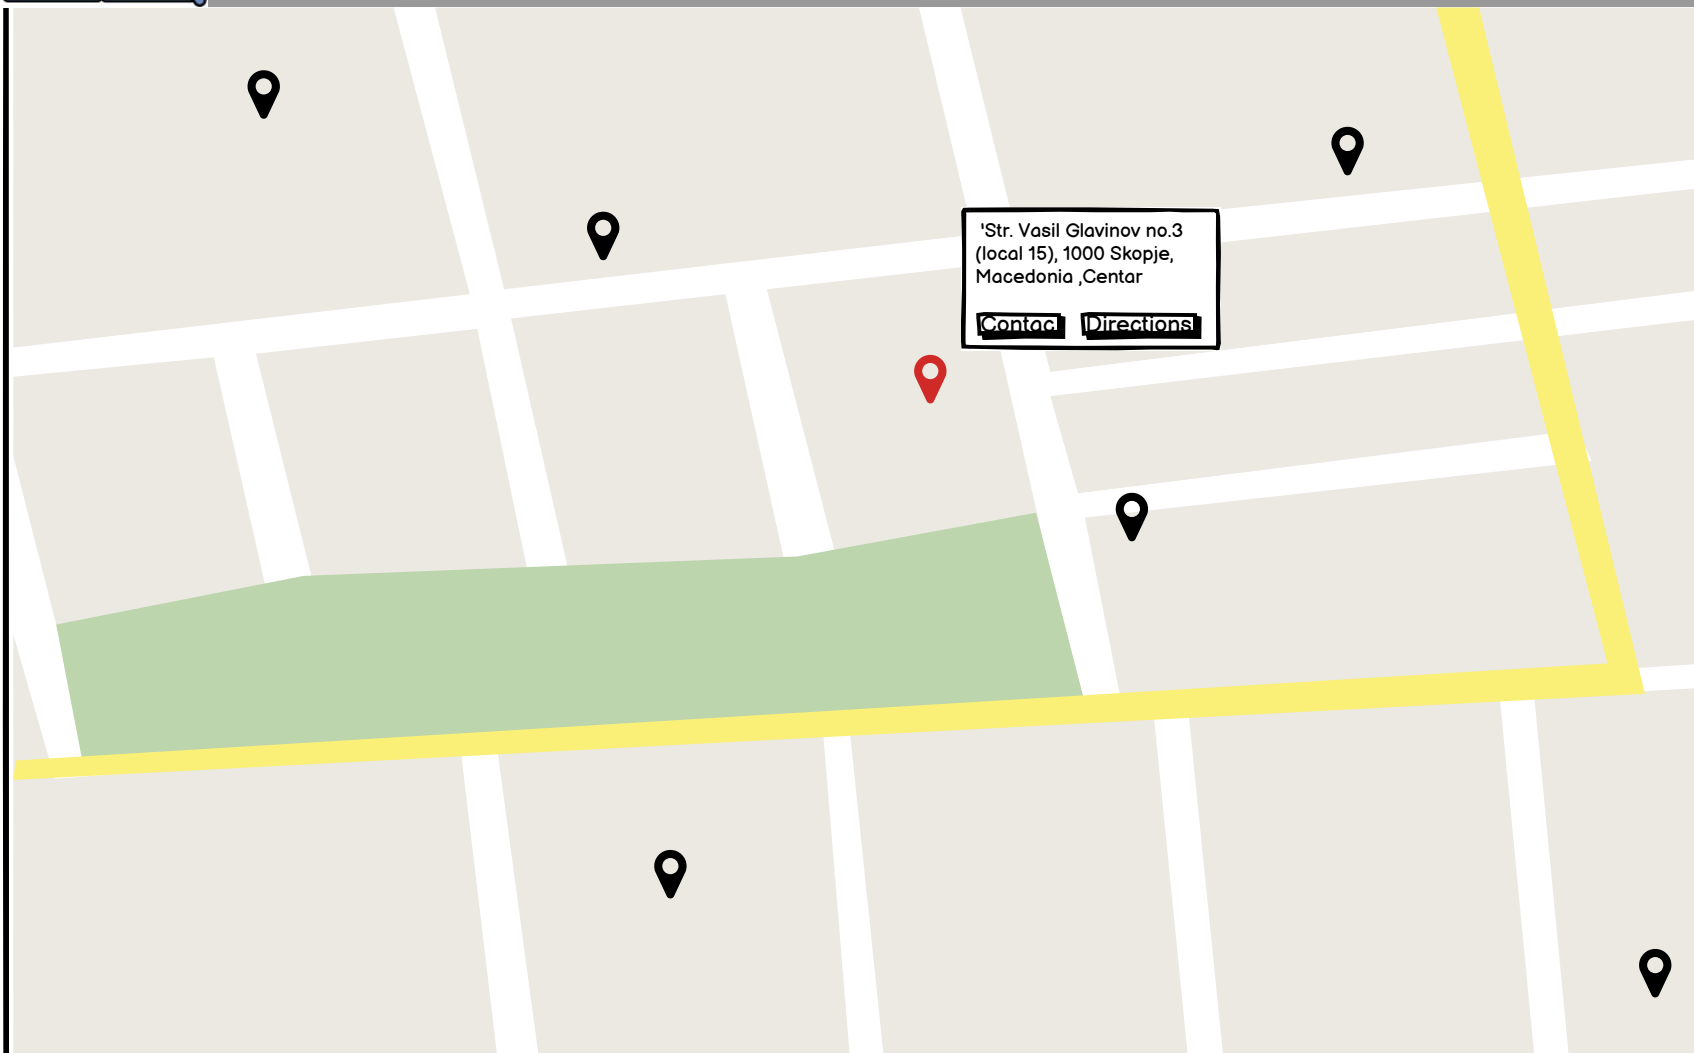 'Str. Vasil Glavinov no.3
(local 15), 1000 Skopje,
Macedonia ,Centar
Contac Directions